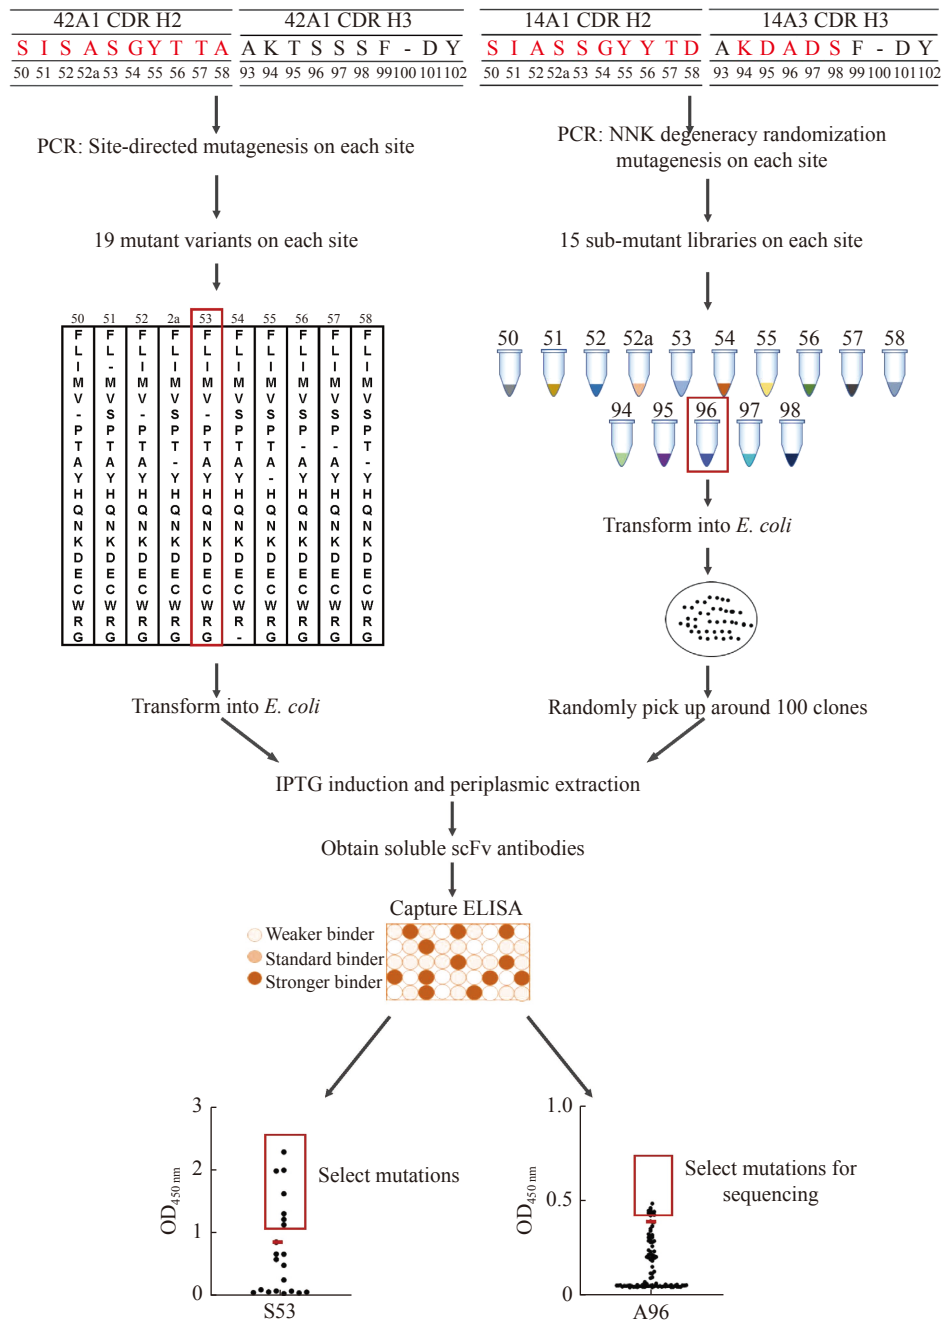 42A1 CDR H2 42A1 CDR H3 14A1 CDR H2 14A3 CDR H3
S I S A S G Y T T A A K T S S S F - D Y S I A S S G Y Y T D A K D A D S F - D Y
50 51 52 52a 53 54 55 56 57 58 93 94 95 96 97 98 99 100 101 102 50 51 52 52a 53 54 55 56 57 58 93 94 95 96 97 98 99 100 101 102
PCR: Site-directed mutagenesis on each site
19 mutant variants on each site
50 51 52 2a 53 54 55 56 57 58
F F F F F F F F F F
L L L L L L L L L L
I - I I I I I I I I
M M M M M M M M M M
V V V V V V V V V V
- S - S - S S S S S
P P P P P P P P P P
T T T T T T T - - T
A A A - A A A A A -
Y Y Y Y Y Y - Y Y Y
H H H H H H H H H H
Q Q Q Q Q Q Q Q Q Q
N N N N N N N N N N
K K K K K K K K K K
D D D D D D D D D D
E E E E E E E E E E
C C C C C C C C C C
W W W W W W W W W W
R R R R R R R R R R
G G G G G - G G G G
Transform into E. coli
PCR: NNK degeneracy randomization
mutagenesis on each site
15 sub-mutant libraries on each site
50 51 52 52a 53 54 55 56 57 58
94 95 96 97 98
Transform into E. coli
Randomly pick up around 100 clones
IPTG induction and periplasmic extraction
Obtain soluble scFv antibodies
Capture ELISA
Weaker binder
Standard binder
Stronger binder
3
2
1
0
OD450 nm
Select mutations
S53
1.0
0.5
0
OD450 nm
Select mutations for
sequencing
A96